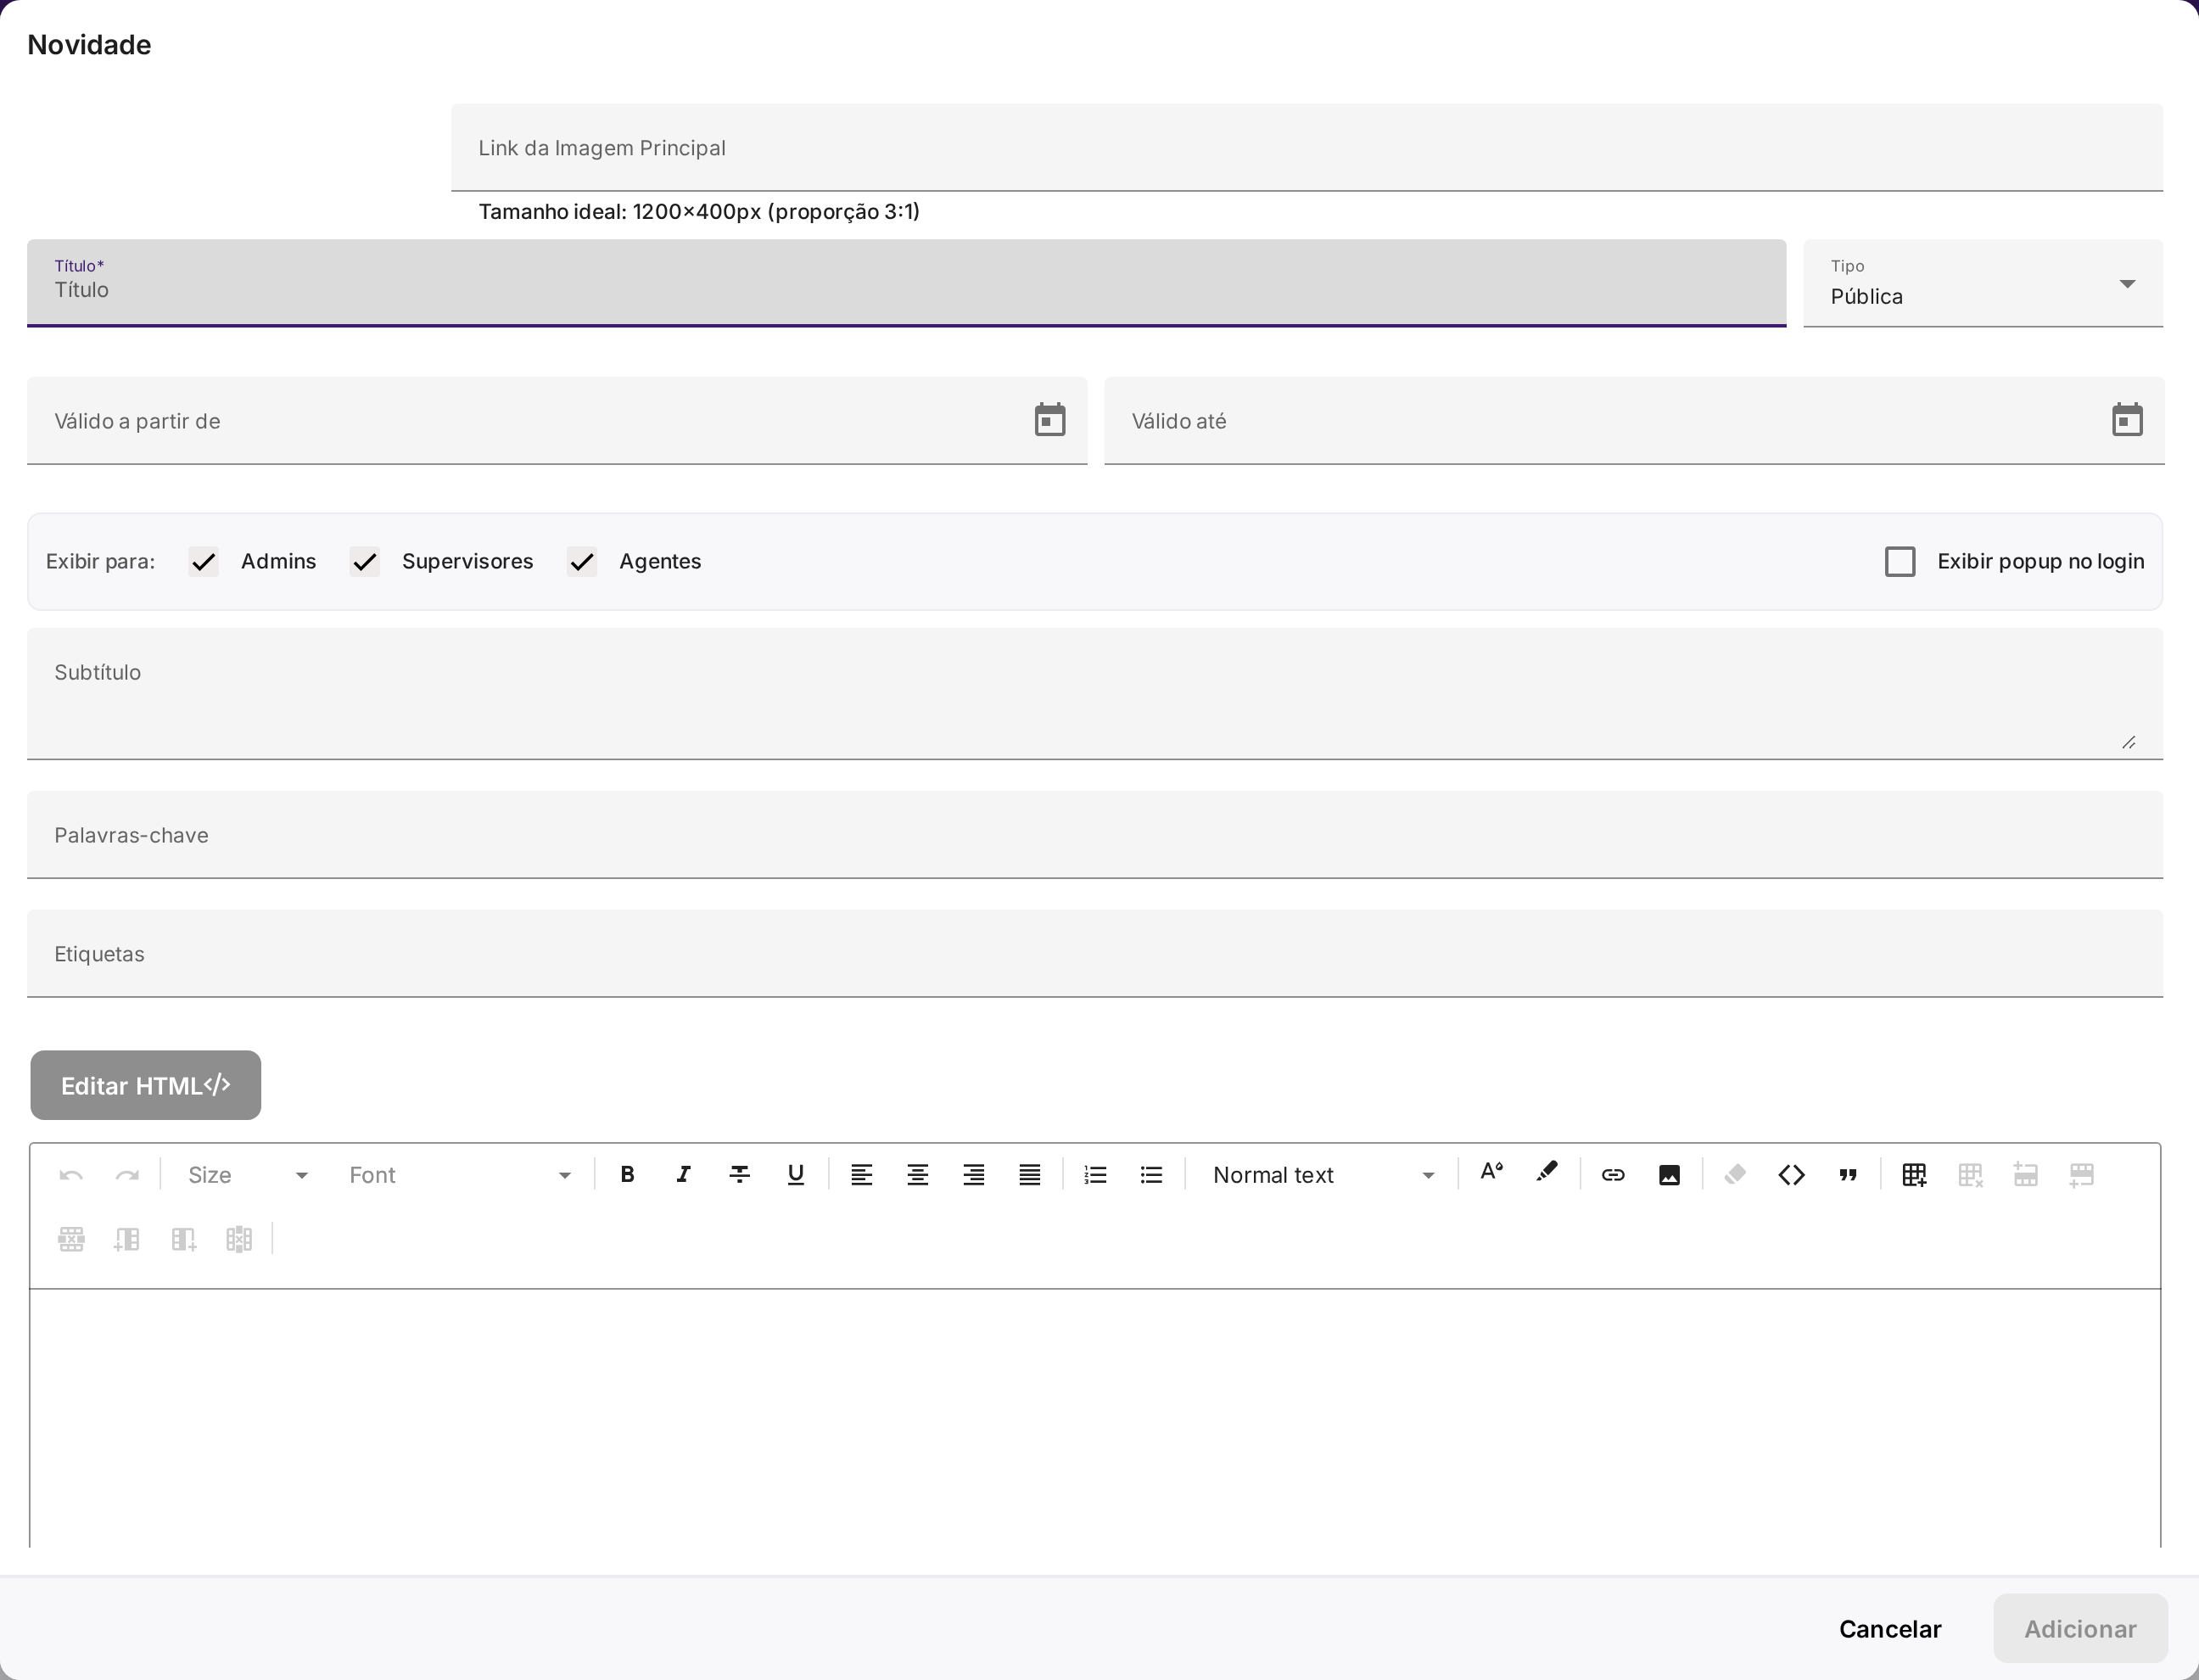 Novidade
Link da Imagem Principal
Tamanho ideal: 1200×400px (proporção 3:1)
Título*
Título
Tipo
Pública
Válido a partir de
Válido até
Exibir para:
Admins
Supervisores
Agentes
Exibir popup no login
Subtítulo
Palavras-chave
Etiquetas
Editar HTML</>
Size
Font
Normal text
Cancelar
Adicionar